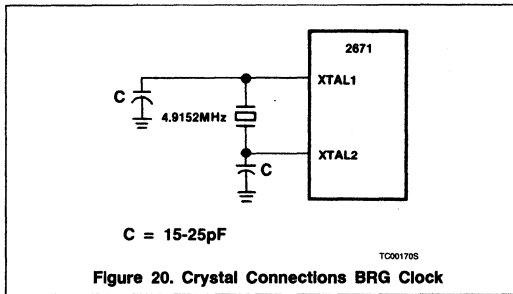 2671
XTAL1
C
4.9152MHz
XTAL2
C
C = 15-25pF
TC00170S
Figure 20. Crystal Connections BRG Clock